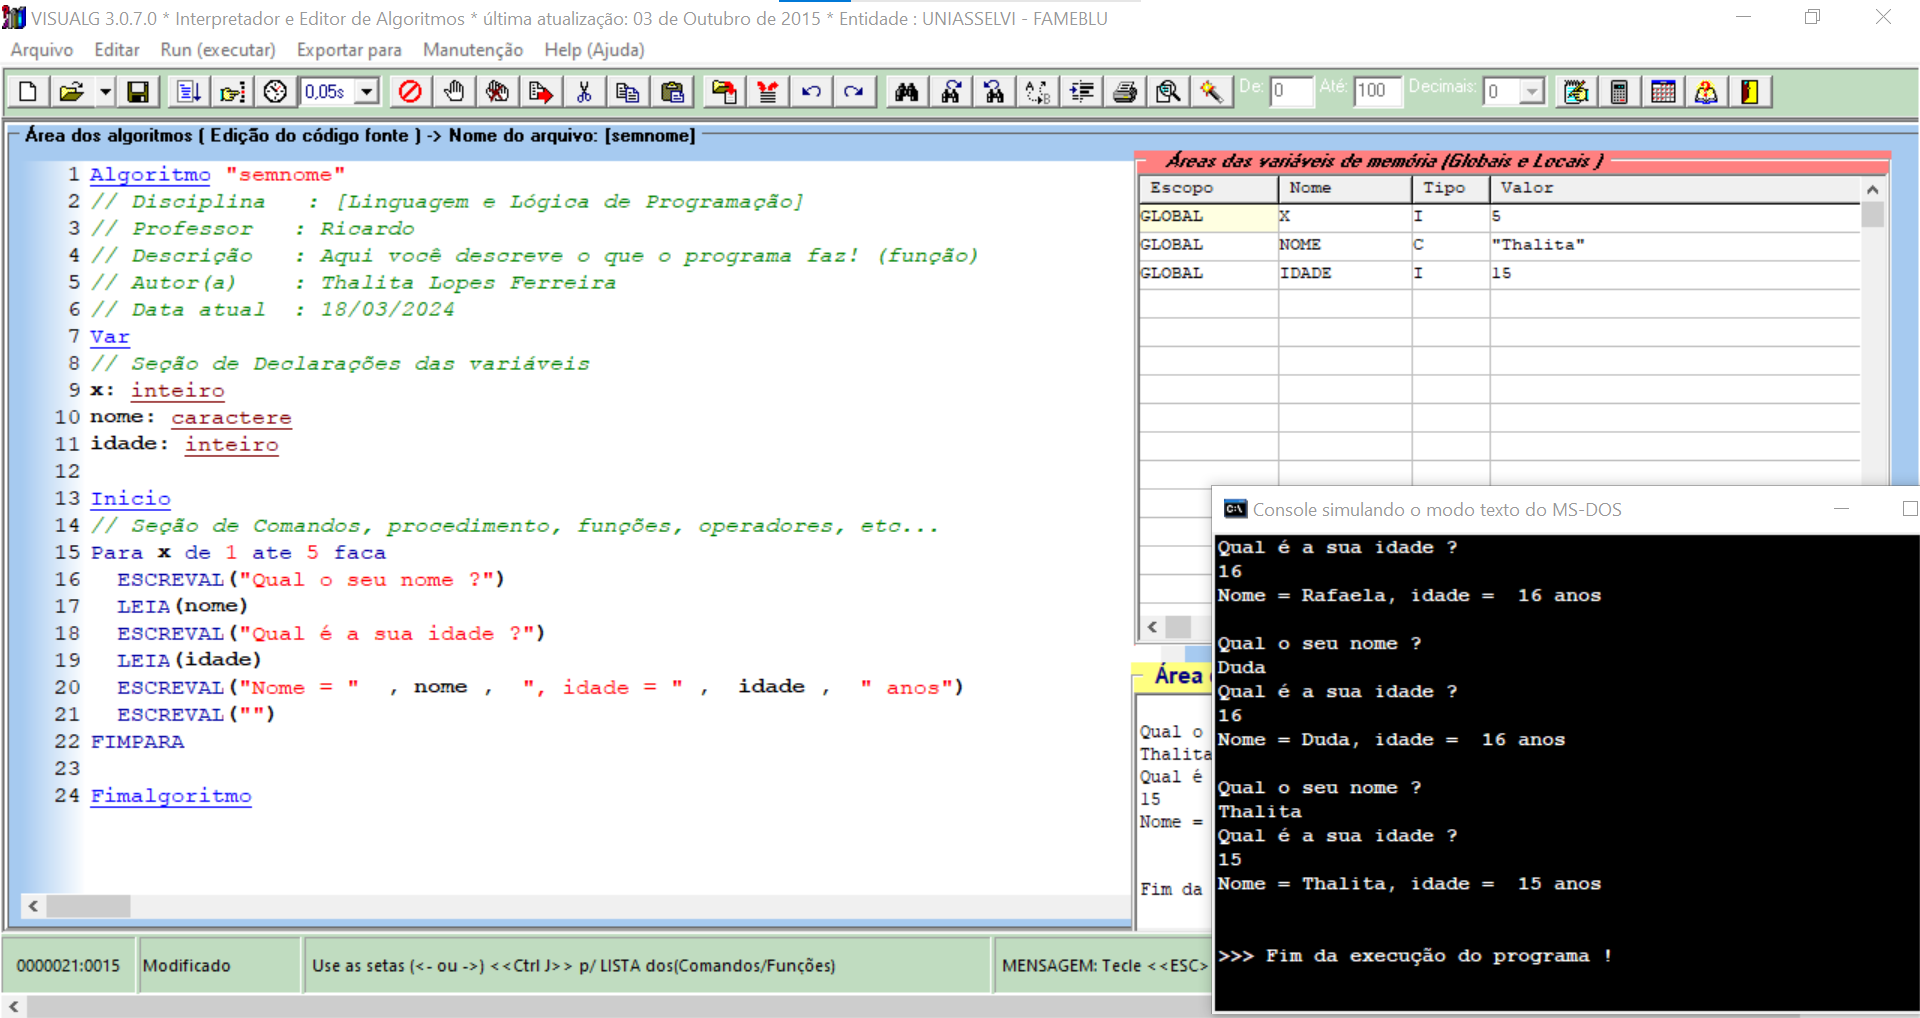 VISUALG 3.0.7.0 * Interpretador e Editor de Algoritmos * última atualização: 03 de Outubro de 2015 * Entidade : UNIASSELVI - FAMEBLU
Arquivo Editar Run (executar) Exportar para Manutenção Help (Ajuda)
0,05s De: 0 Até: 100 Decimais: 0
Área dos algoritmos ( Edição do código fonte ) -> Nome do arquivo: [semnome]
1 Algoritmo "semnome"
2 // Disciplina   : [Linguagem e Lógica de Programação]
3 // Professor   : Ricardo
4 // Descrição   : Aqui você descreve o que o programa faz! (função)
5 // Autor(a)    : Thalita Lopes Ferreira
6 // Data atual  : 18/03/2024
7 Var
8 // Seção de Declarações das variáveis
9 x: inteiro
10 nome: caractere
11 idade: inteiro
12
13 Inicio
14 // Seção de Comandos, procedimento, funções, operadores, etc...
15 Para x de 1 ate 5 faca
16   ESCREVAL("Qual o seu nome ?")
17   LEIA(nome)
18   ESCREVAL("Qual é a sua idade ?")
19   LEIA(idade)
20   ESCREVAL("Nome = "  , nome ,  ", idade = " ,  idade ,  " anos")
21   ESCREVAL("")
22 FIMPARA
23
24 Fimalgoritmo
Áreas das variáveis de memória (Globais e Locais )
Escopo Nome Tipo Valor
GLOBAL X I 5
GLOBAL NOME C "Thalita"
GLOBAL IDADE I 15
Área
Qual o
Thalita
Qual é
15
Nome =
Fim da
Console simulando o modo texto do MS-DOS
Qual é a sua idade ?
16
Nome = Rafaela, idade =  16 anos
Qual o seu nome ?
Duda
Qual é a sua idade ?
16
Nome = Duda, idade =  16 anos
Qual o seu nome ?
Thalita
Qual é a sua idade ?
15
Nome = Thalita, idade =  15 anos
>>> Fim da execução do programa !
0000021:0015 Modificado Use as setas (<- ou ->) <<Ctrl J>> p/ LISTA dos(Comandos/Funções) MENSAGEM: Tecle <<ESC>